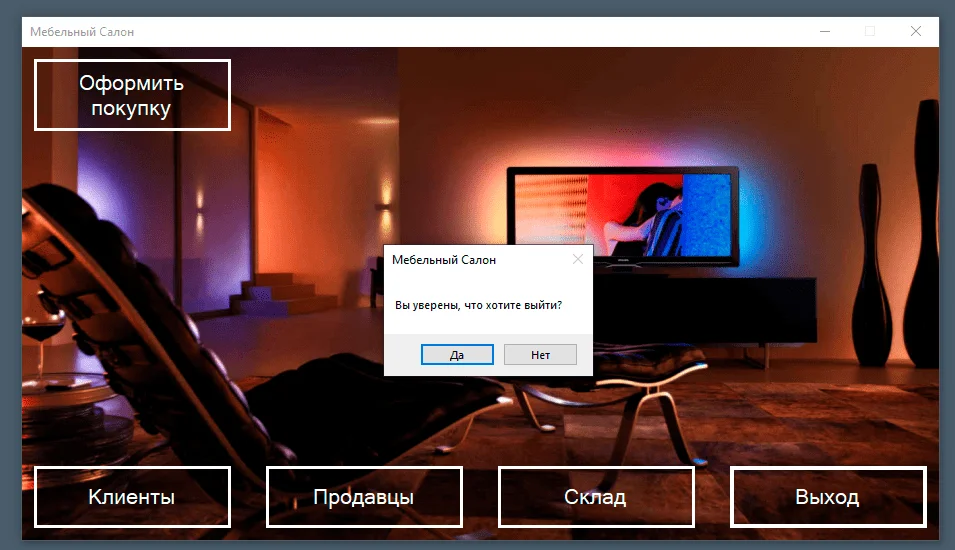 Мебельный Салон
Оформить
покупку
Мебельный Салон
Вы уверены, что хотите выйти?
Да
Нет
Клиенты
Продавцы
Склад
Выход